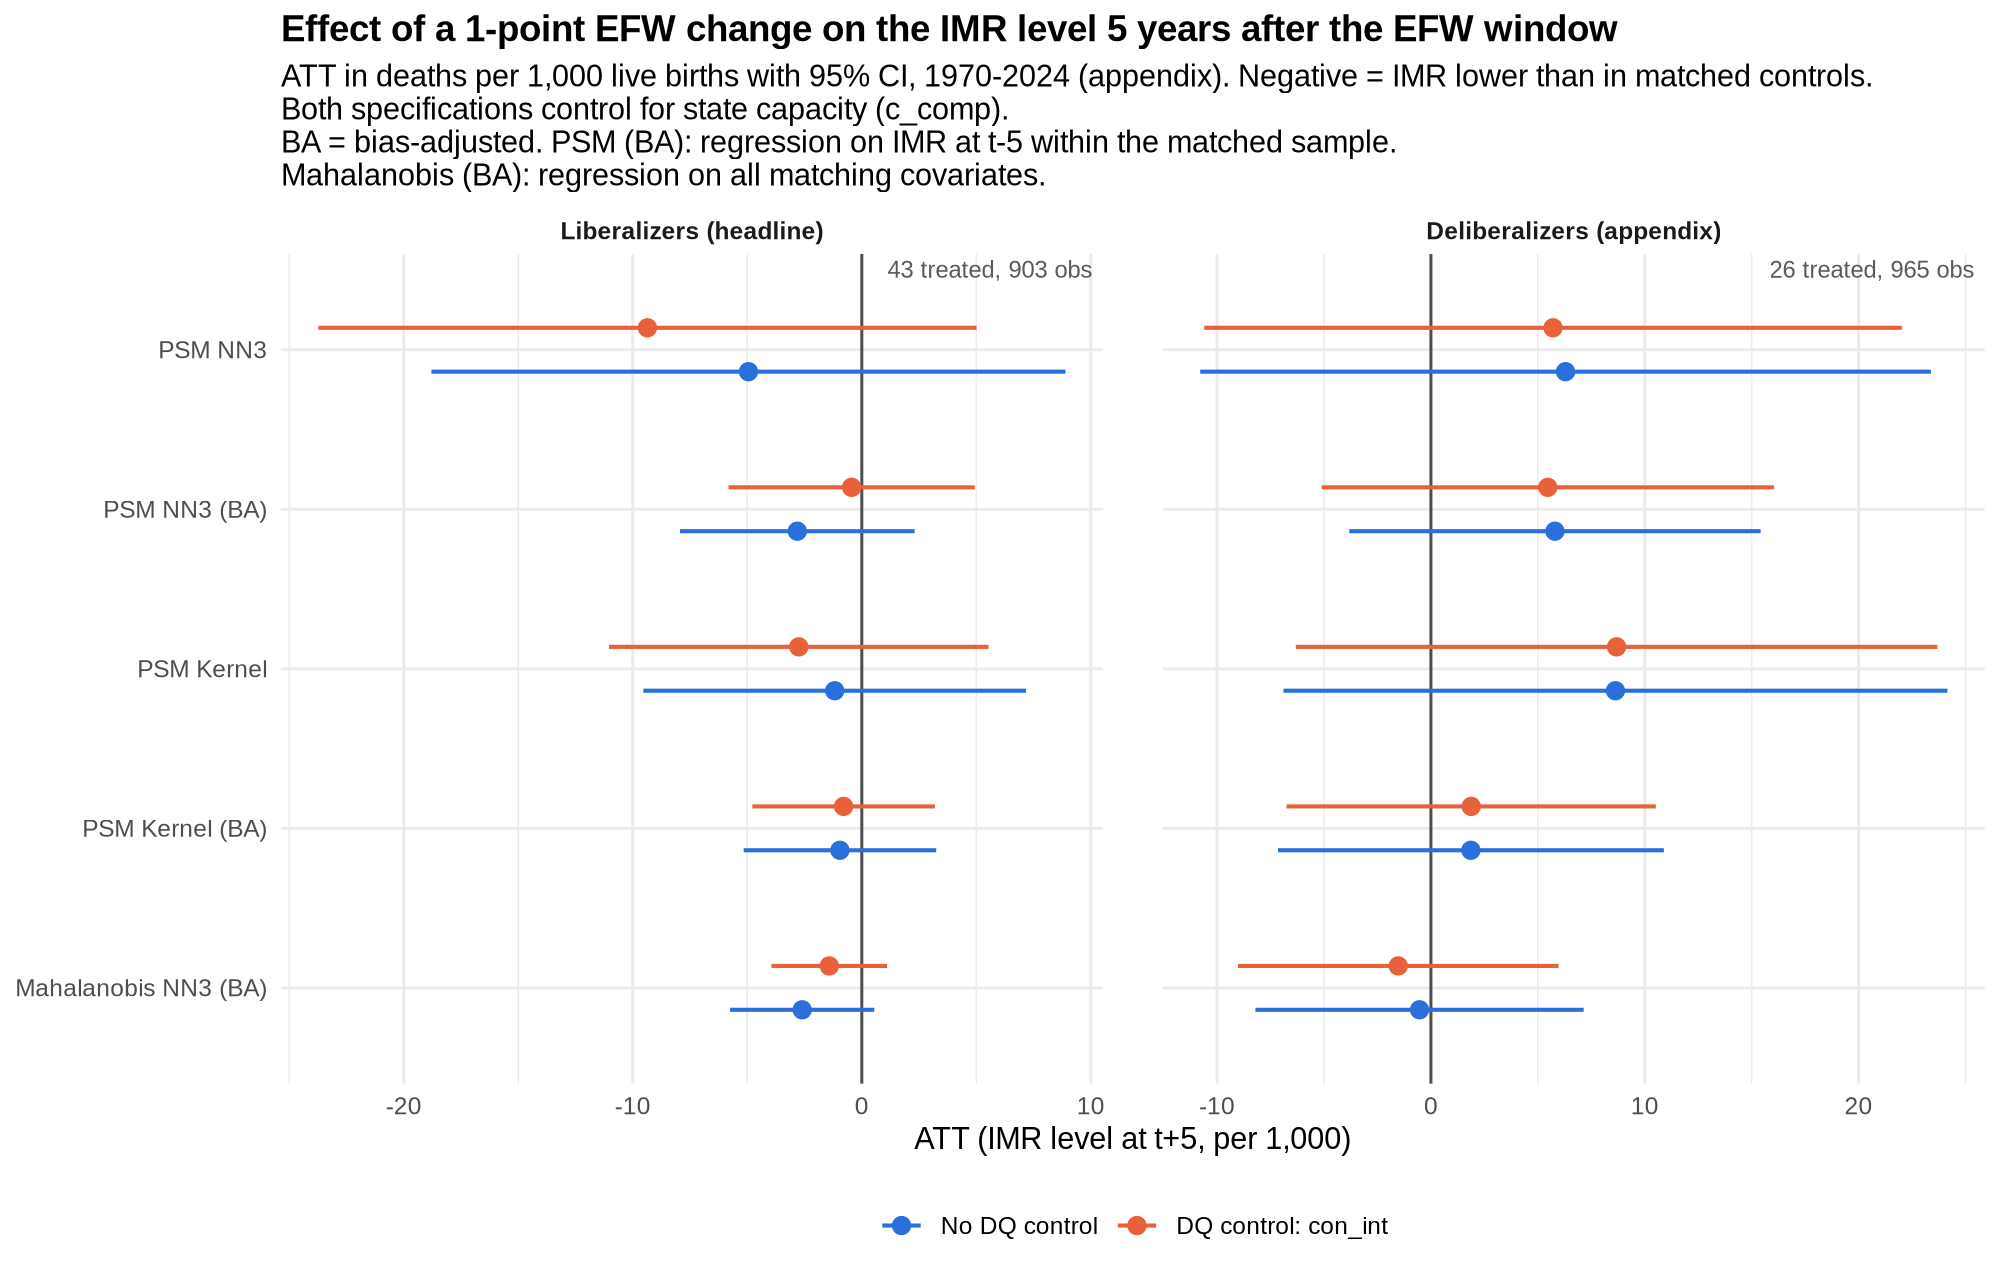 Effect of a 1-point EFW change on the IMR level 5 years after the EFW window
ATT in deaths per 1,000 live births with 95% CI, 1970-2024 (appendix). Negative = IMR lower than in matched controls.
Both specifications control for state capacity (c_comp).
BA = bias-adjusted. PSM (BA): regression on IMR at t-5 within the matched sample.
Mahalanobis (BA): regression on all matching covariates.
Liberalizers (headline)
Deliberalizers (appendix)
43 treated, 903 obs
26 treated, 965 obs
PSM NN3
PSM NN3 (BA)
PSM Kernel
PSM Kernel (BA)
Mahalanobis NN3 (BA)
-20 -10 0 10
-10 0 10 20
ATT (IMR level at t+5, per 1,000)
No DQ control
DQ control: con_int